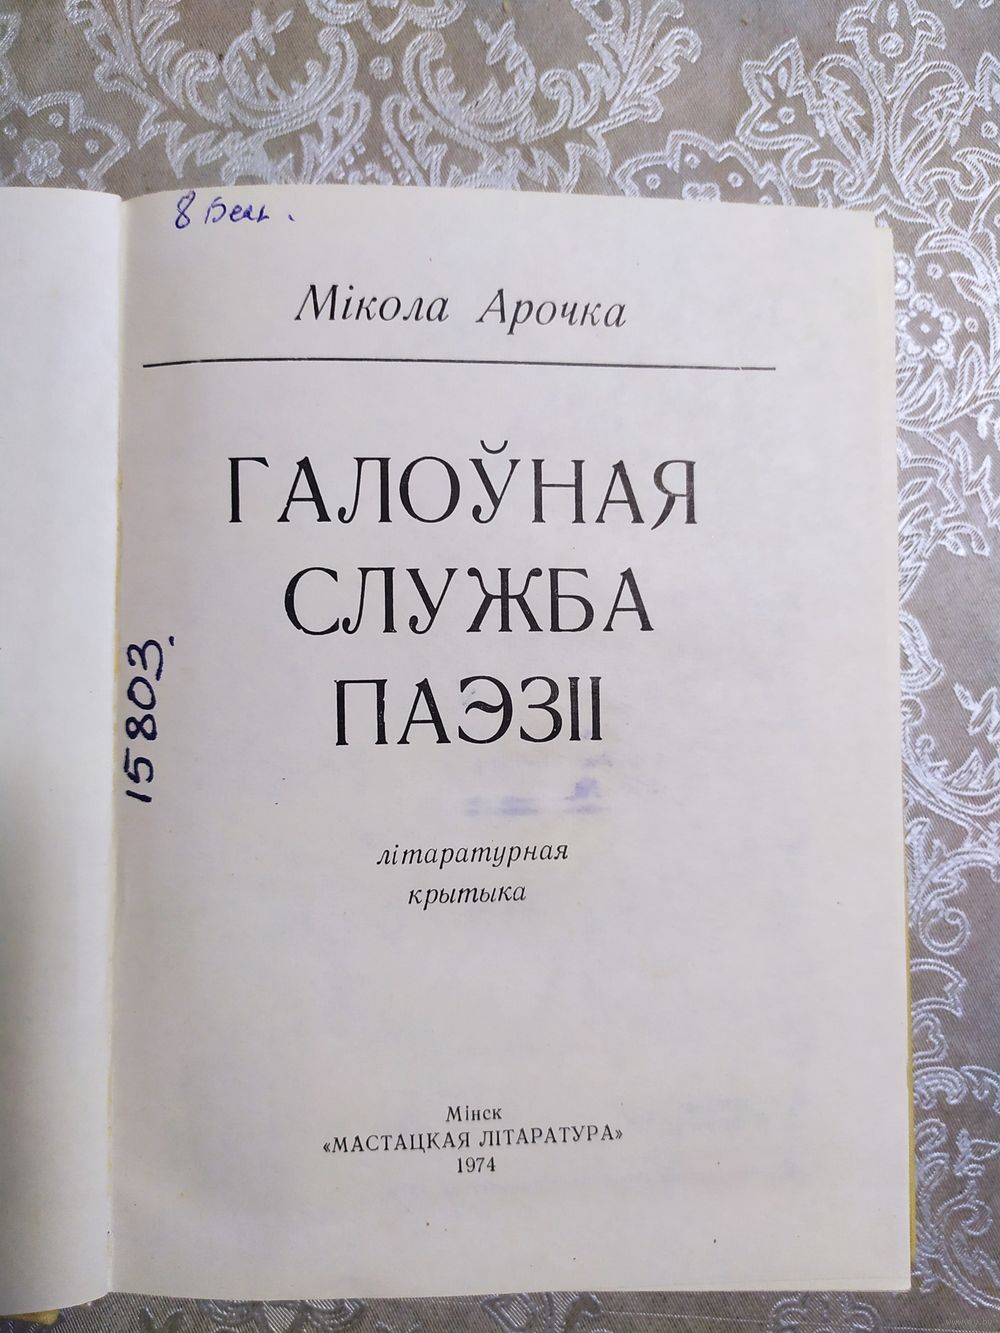 8 Бел.
Мікола Арочка
ГАЛОЎНАЯ
СЛУЖБА
ПАЭЗІІ
15803.
літаратурная
крытыка
Мінск
«МАСТАЦКАЯ ЛІТАРАТУРА»
1974